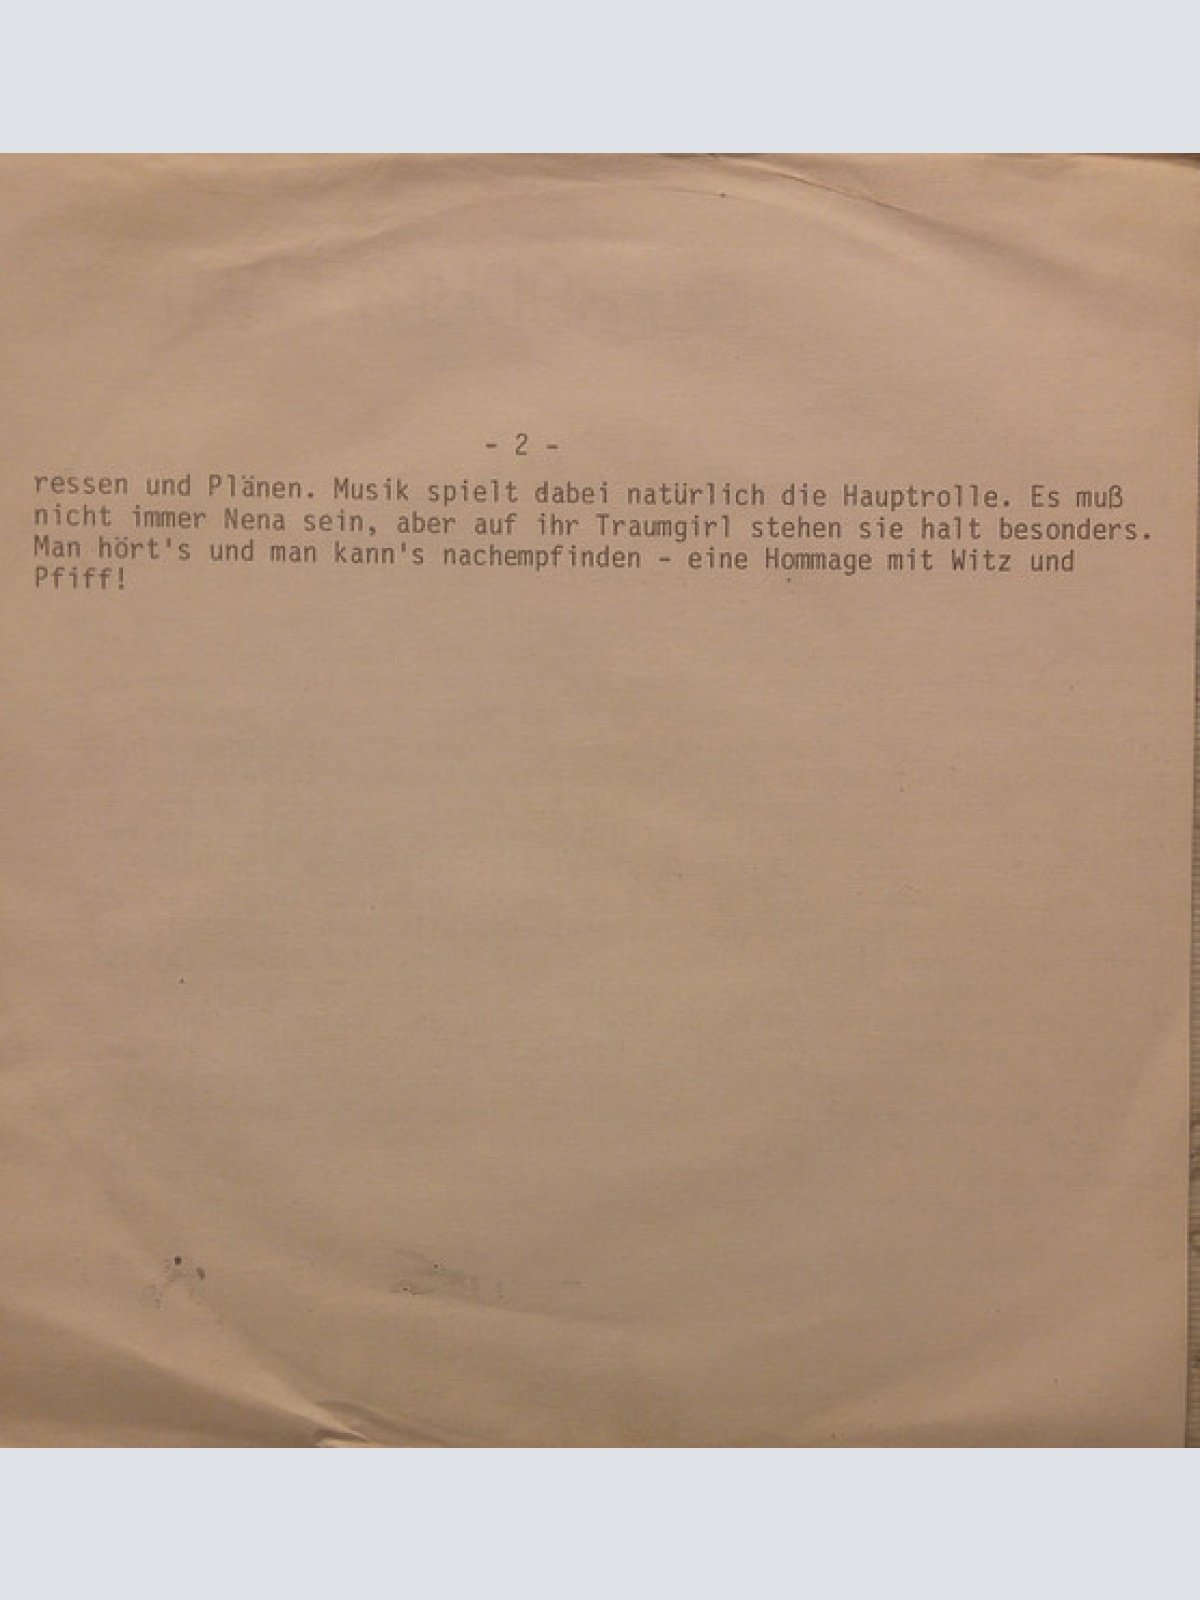 - 2 -
ressen und Plänen. Musik spielt dabei natürlich die Hauptrolle. Es muß
nicht immer Nena sein, aber auf ihr Traumgirl stehen sie halt besonders.
Man hört's und man kann's nachempfinden - eine Hommage mit Witz und
Pfiff!